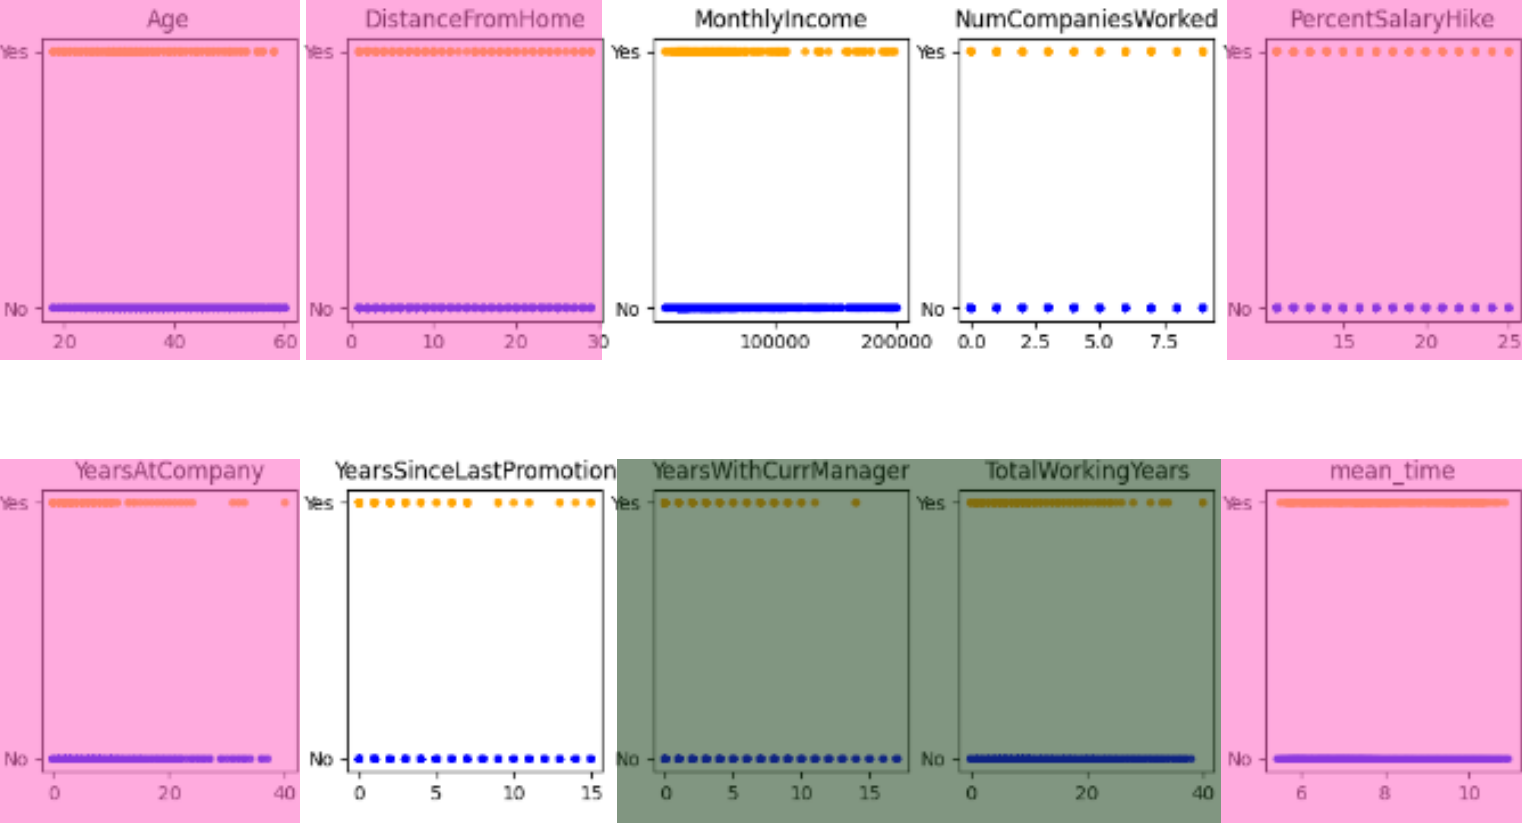 Age DistanceFromHome MonthlyIncome NumCompaniesWorked PercentSalaryHike
Yes Yes Yes Yes Yes
No No No No No
20 40 60 0 10 20 30 100000 200000 0.0 2.5 5.0 7.5 15 20 25
YearsAtCompany YearsSinceLastPromotion YearsWithCurrManager TotalWorkingYears mean_time
Yes Yes Yes Yes Yes
No No No No No
0 20 40 0 5 10 15 0 5 10 15 0 20 40 6 8 10